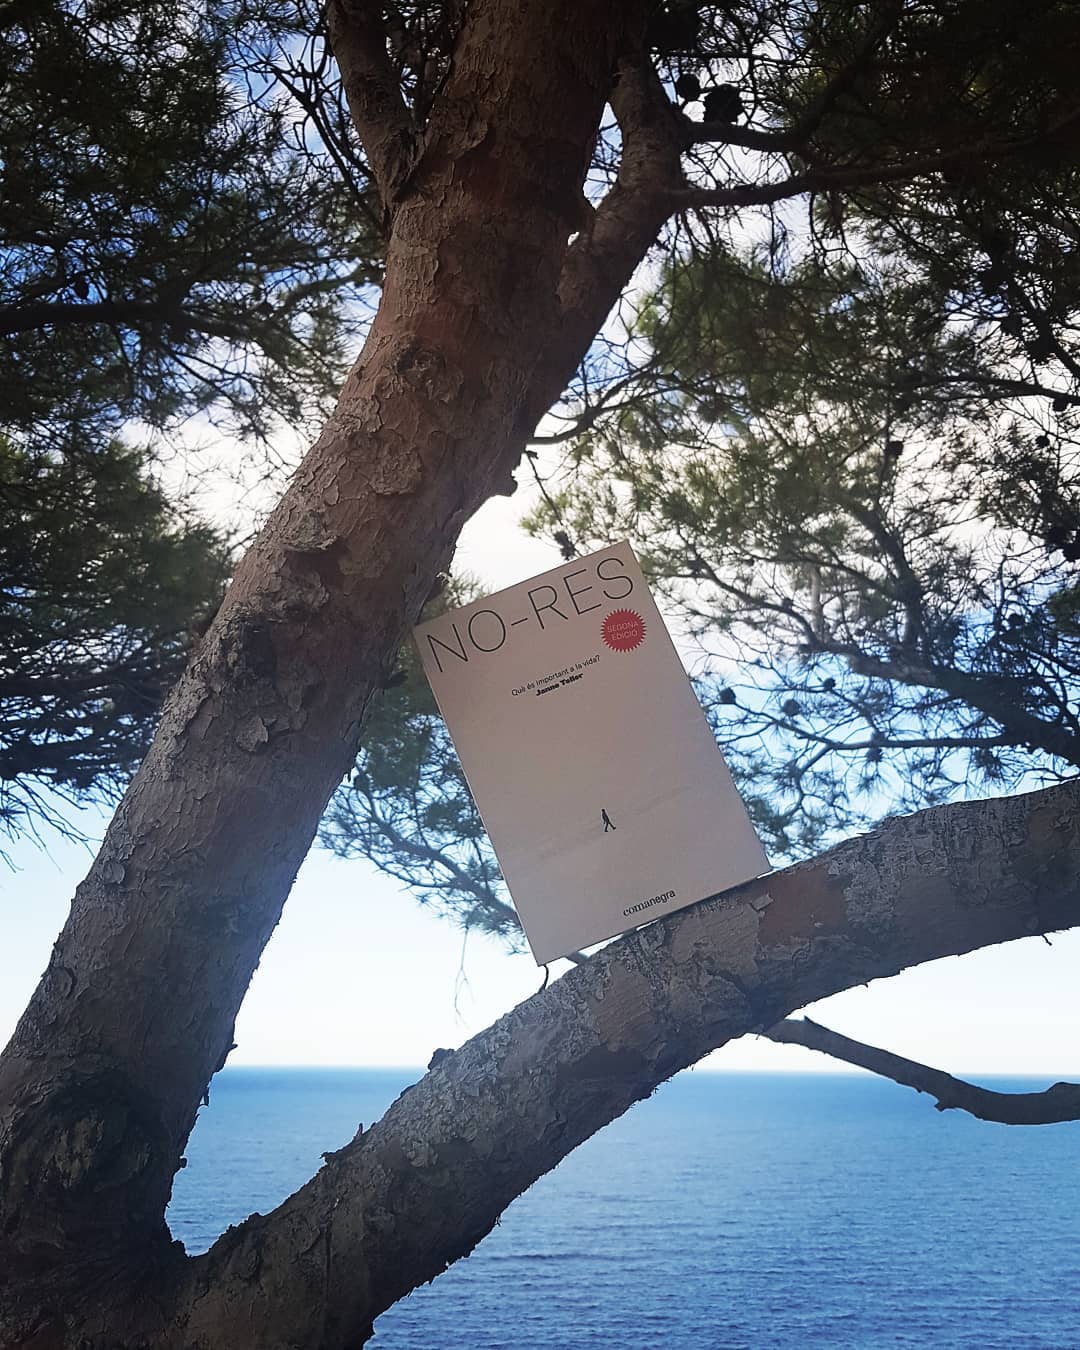 NO-RES
SEGONA
EDICIÓ
Què és important a la vida?
Janne Teller
comanegra